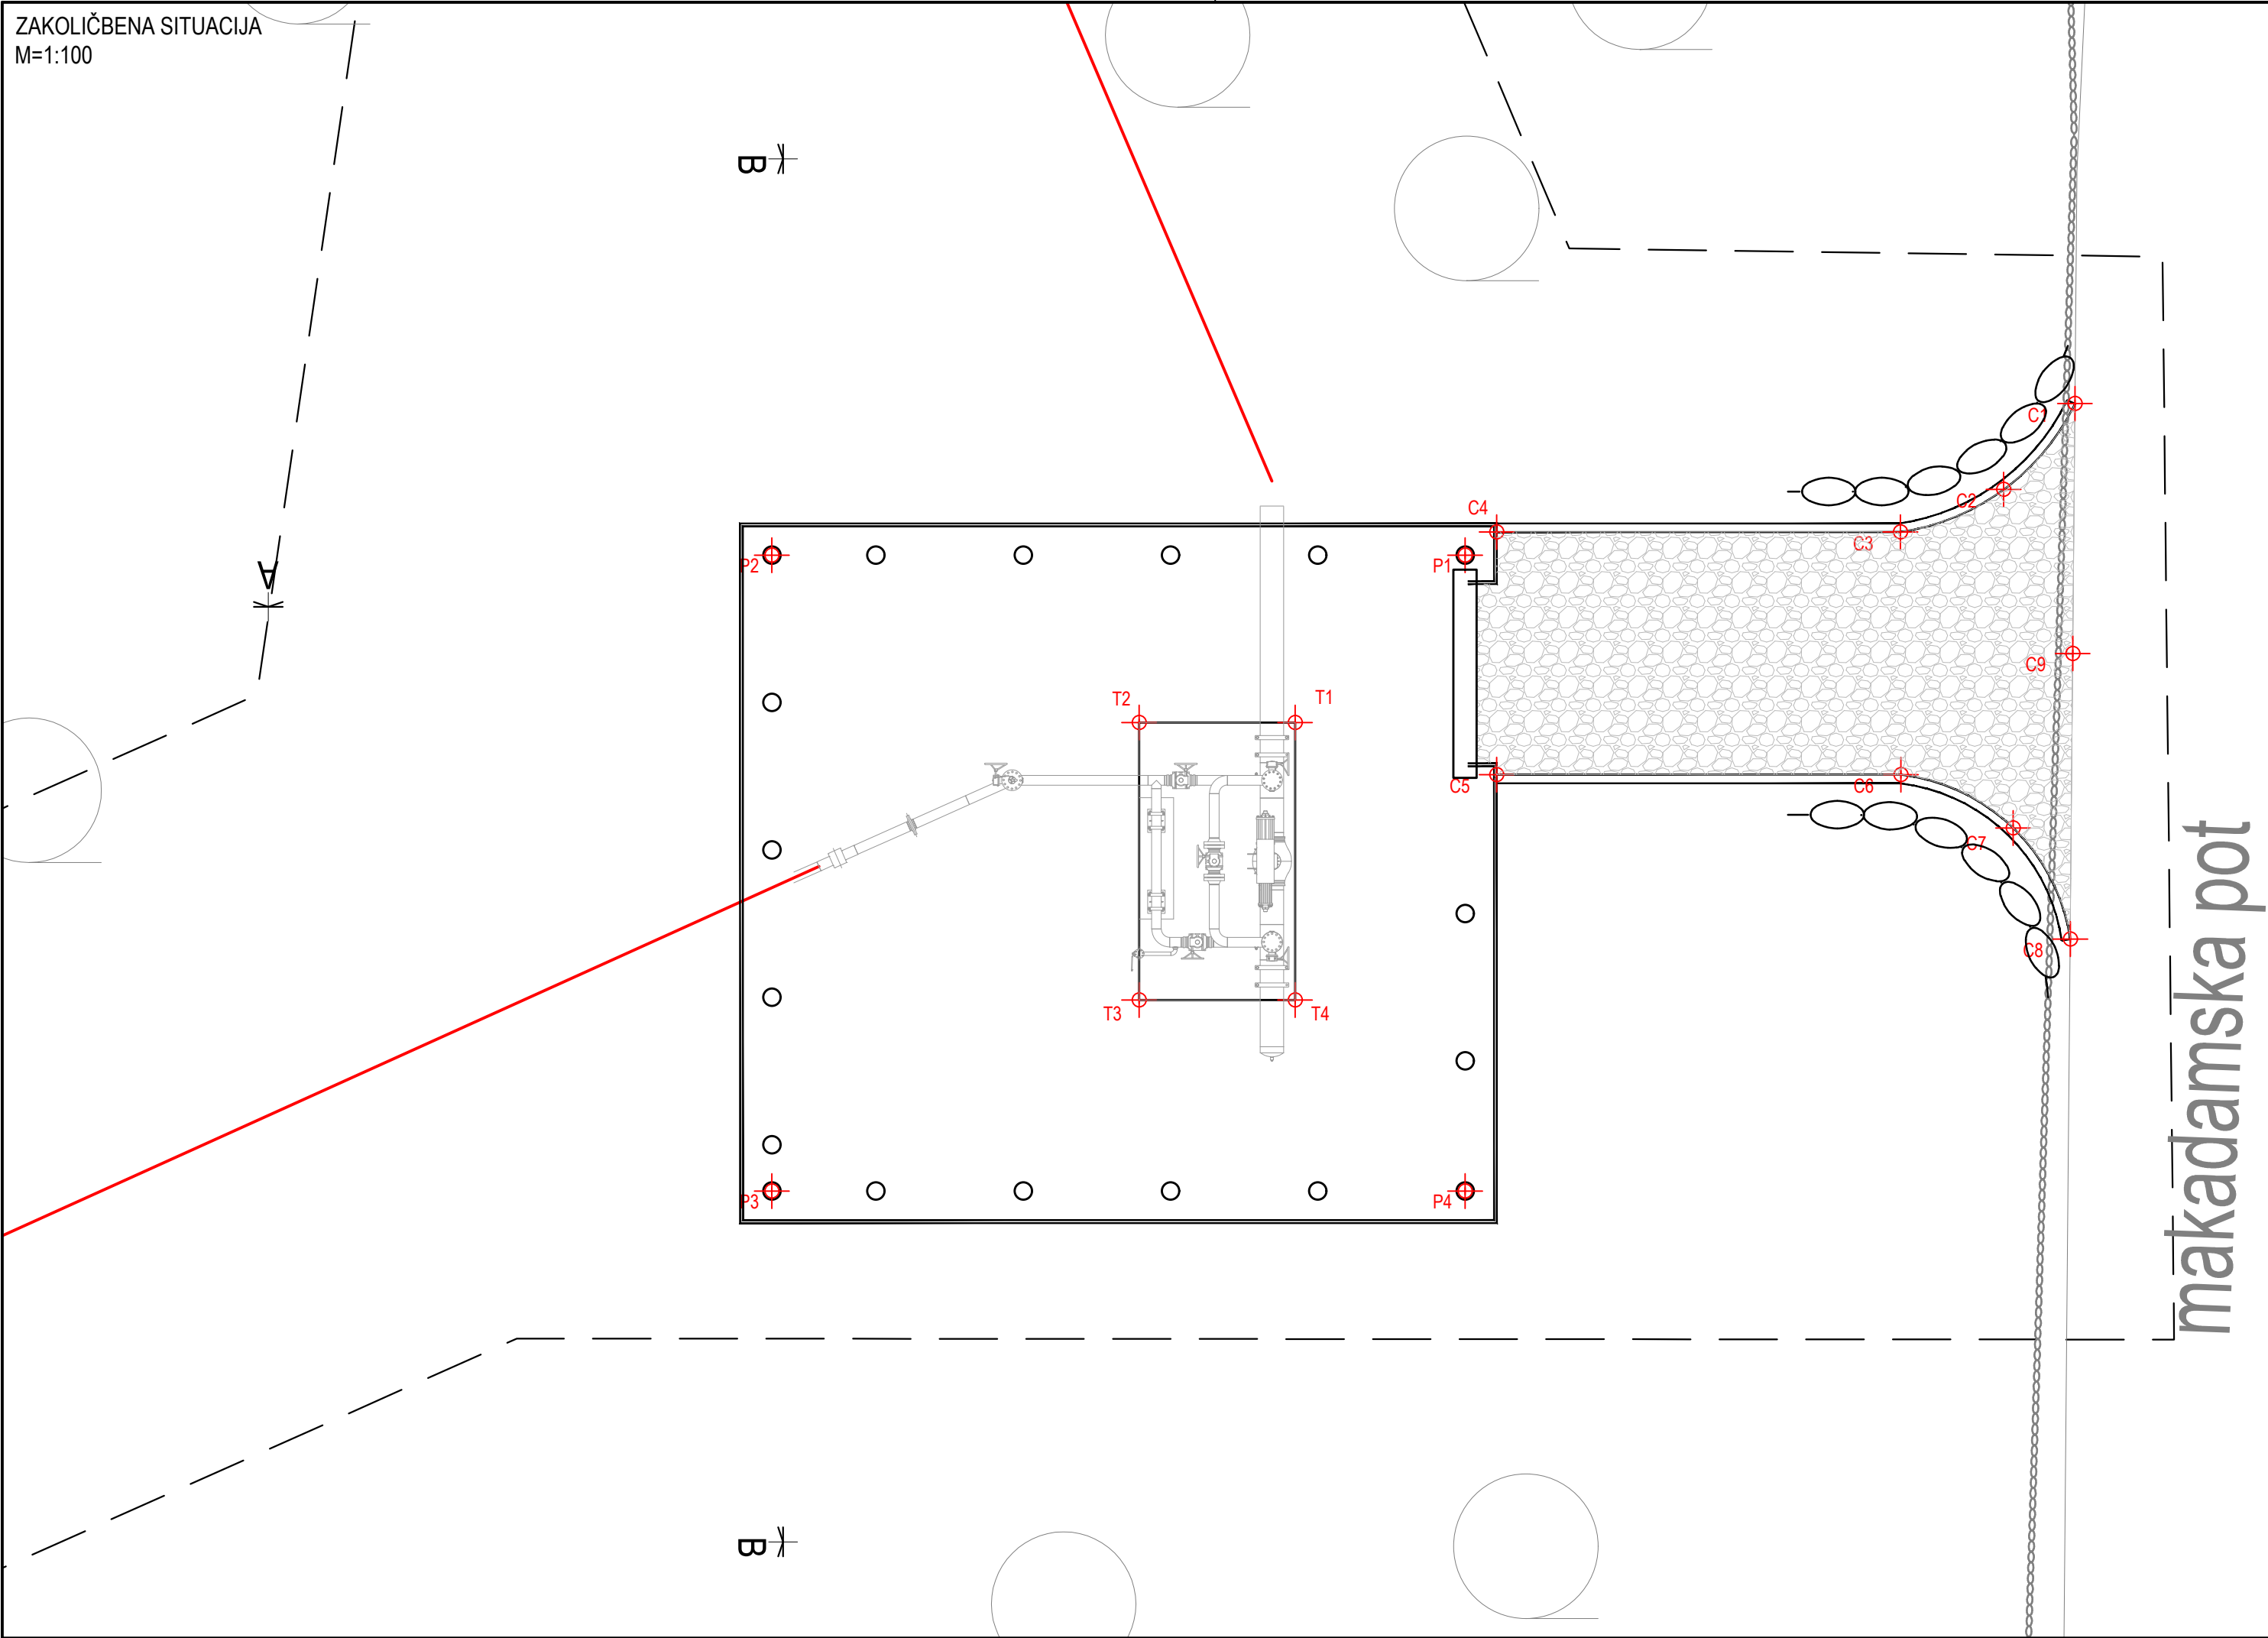 ZAKOLIČBENA SITUACIJA
M=1:100
B
A
C1
C2
C4
C3
P2
P1
C9
T2
T1
C5
C6
C7
C8
T3
T4
P3
P4
makadamska pot
B